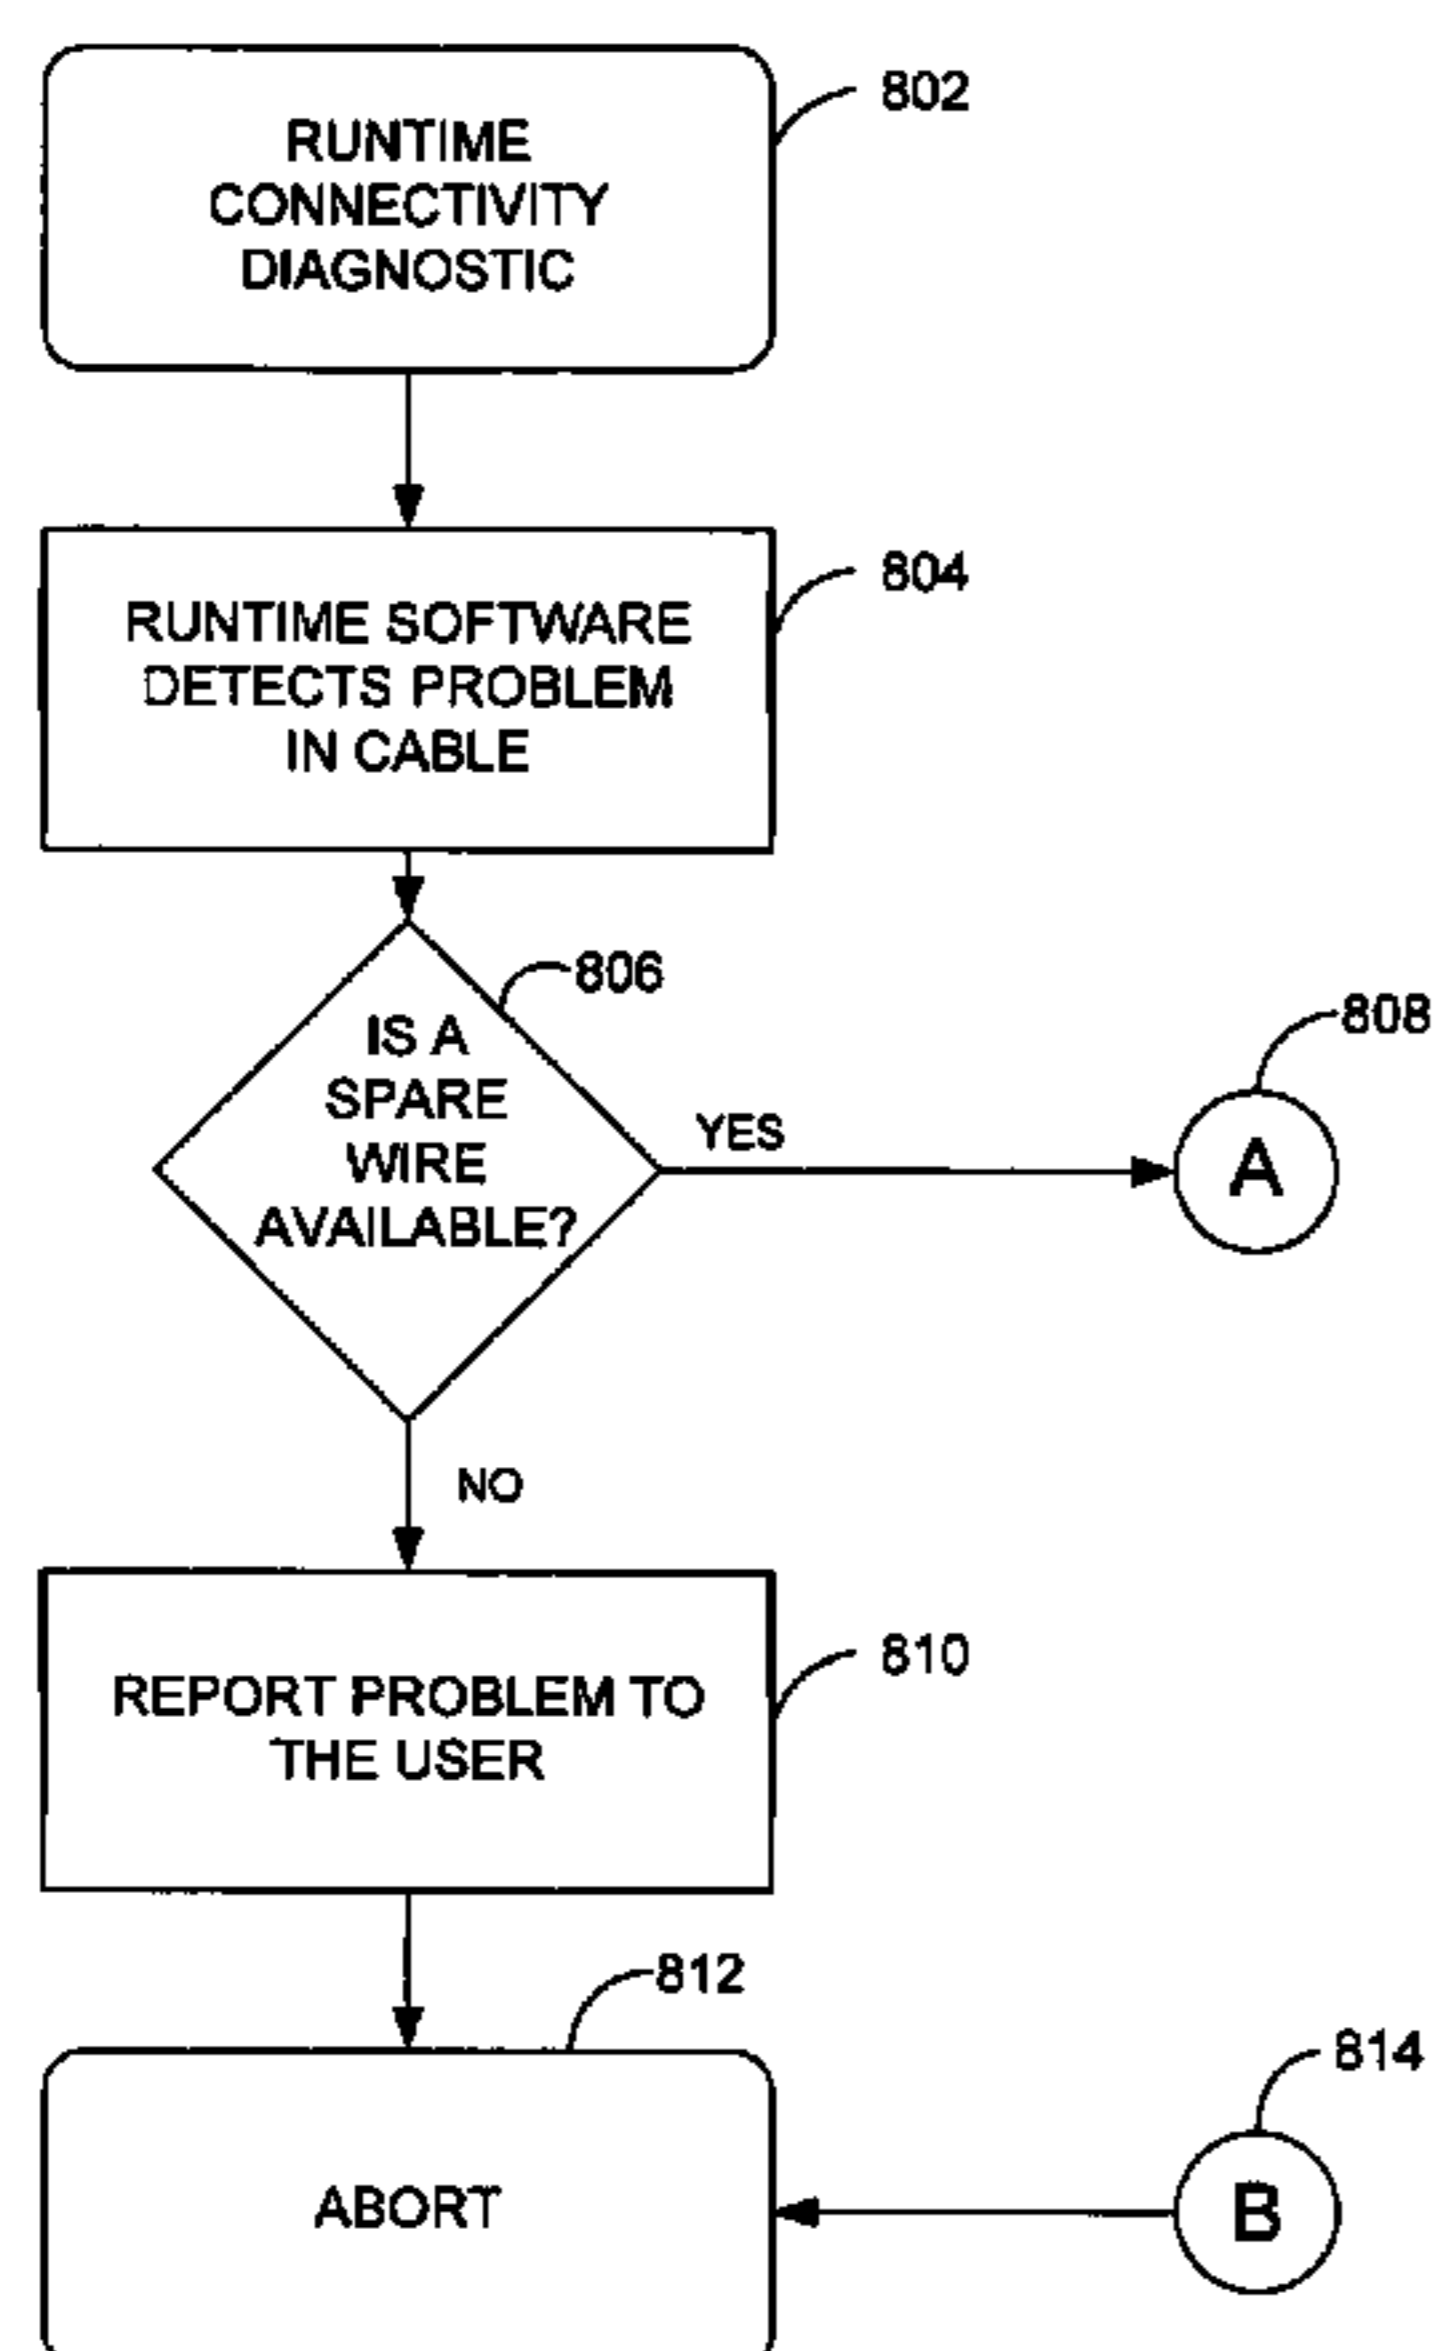 RUNTIME
CONNECTIVITY
DIAGNOSTIC
802
RUNTIME SOFTWARE
DETECTS PROBLEM
IN CABLE
804
IS A
SPARE
WIRE
AVAILABLE?
806
YES
808
A
NO
REPORT PROBLEM TO
THE USER
810
812
ABORT
814
B